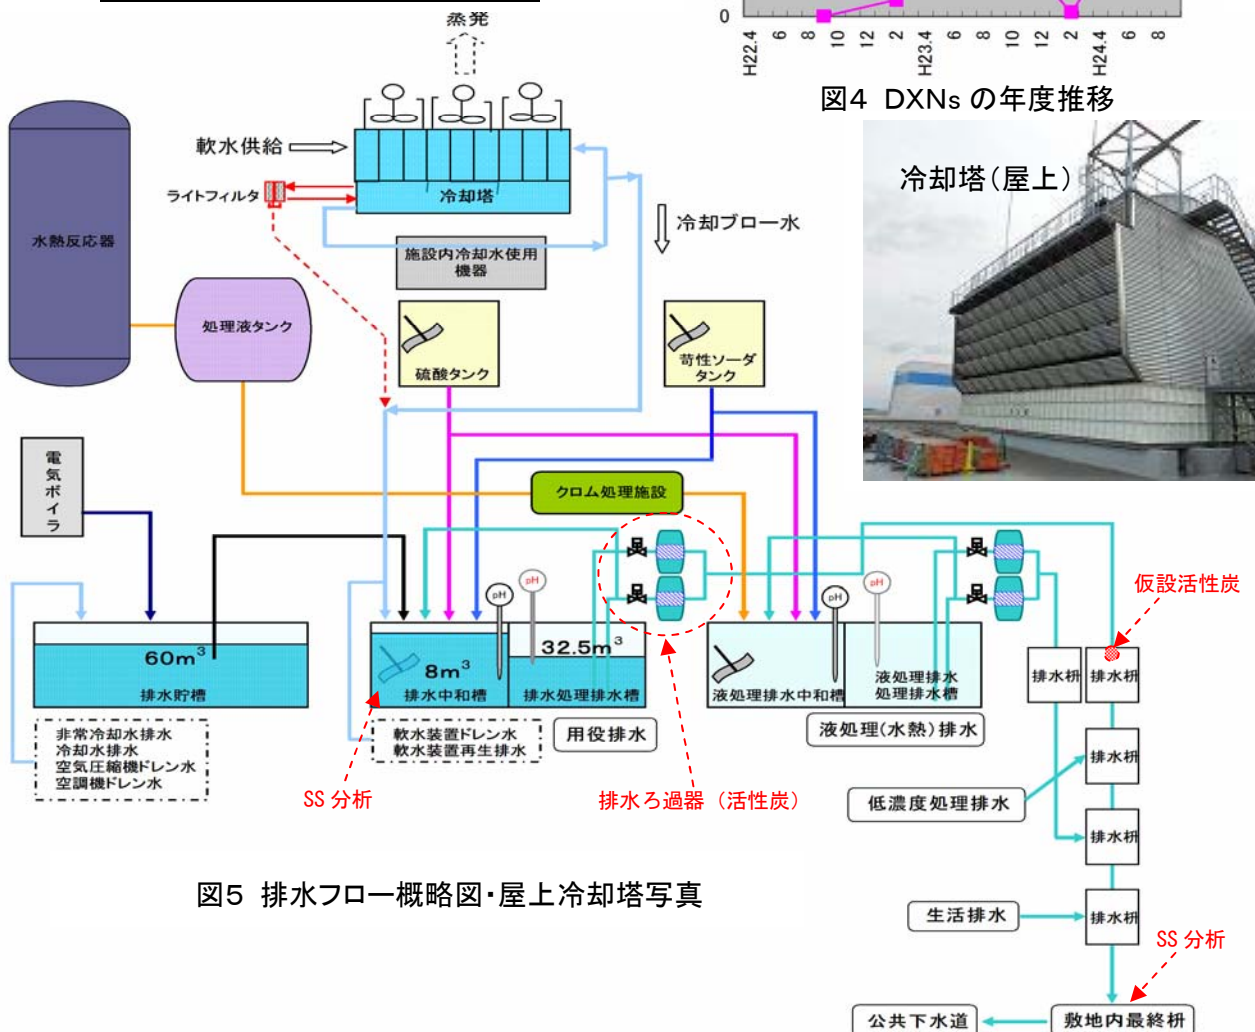 0
H22.4
6
8
10
12
2
H23.4
6
8
10
12
2
H24.4
6
8
図4 DXNs の年度推移
蒸発
軟水供給
ライトフィルタ
冷却塔
冷却ブロー水
施設内冷却水使用
機器
水熱反応器
処理液タンク
硫酸タンク
苛性ソーダ
タンク
冷却塔(屋上)
電気ボイラ
クロム処理施設
pH
pH
pH
pH
仮設活性炭
60m3
排水貯槽
8m3
排水中和槽
32.5m3
排水処理排水槽
液処理排水中和槽
液処理排水
処理排水槽
排水枡
排水枡
非常冷却水排水
冷却水排水
空気圧縮機ドレン水
空調機ドレン水
軟水装置ドレン水
軟水装置再生排水
用役排水
液処理(水熱)排水
排水枡
SS 分析
排水ろ過器(活性炭)
低濃度処理排水
排水枡
図5 排水フロー概略図・屋上冷却塔写真
生活排水
排水枡
SS 分析
公共下水道
敷地内最終枡